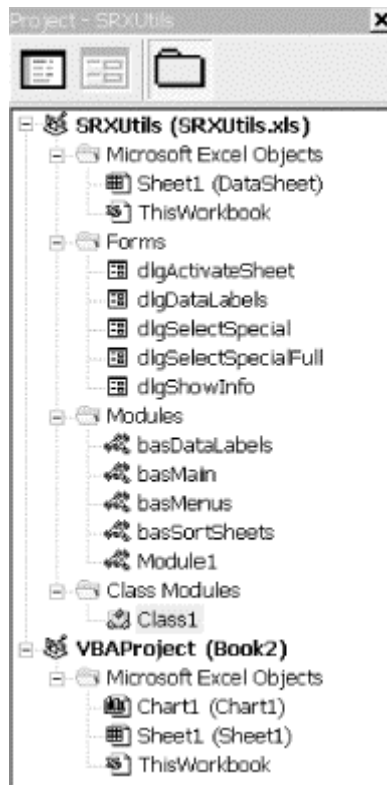 Project - SRXUtils
SRXUtils (SRXUtils.xls)
Microsoft Excel Objects
Sheet1 (DataSheet)
ThisWorkbook
Forms
dlgActivateSheet
dlgDataLabels
dlgSelectSpecial
dlgSelectSpecialFull
dlgShowInfo
Modules
basDataLabels
basMain
basMenus
basSortSheets
Module1
Class Modules
Class1
VBAProject (Book2)
Microsoft Excel Objects
Chart1 (Chart1)
Sheet1 (Sheet1)
ThisWorkbook